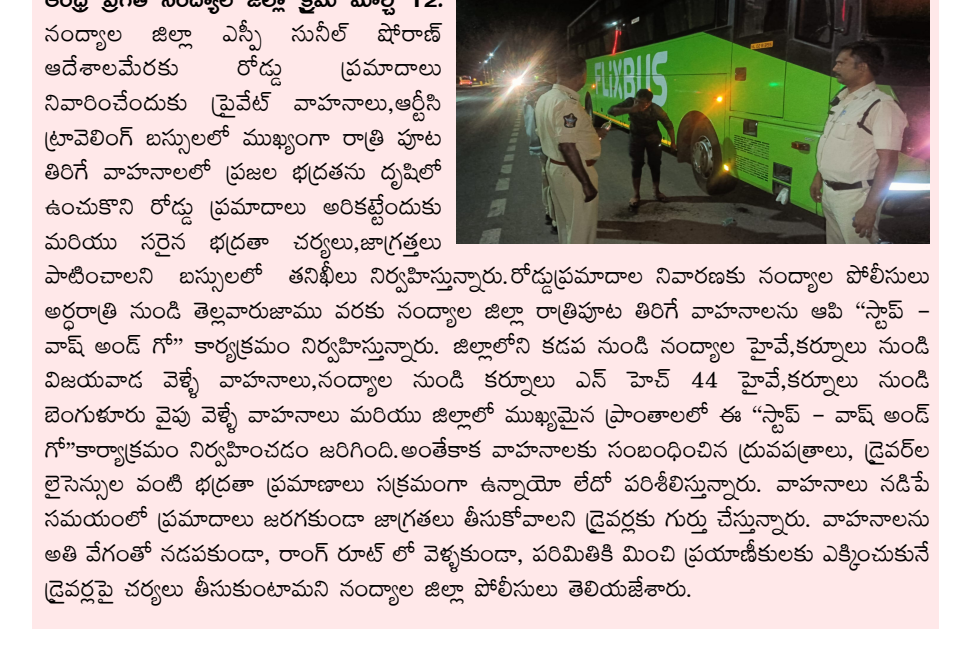 ఆంధ్ర ప్రగతి నంద్యాల జిల్లా క్రైమ్ మార్చి 12:
నంద్యాల జిల్లా ఎస్పీ సునీల్ షోరాణ్
ఆదేశాలమేరకు రోడ్డు ప్రమాదాలు
నివారించేందుకు ప్రైవేట్ వాహనాలు,ఆర్టీసి
ట్రావెలింగ్ బస్సులలో ముఖ్యంగా రాత్రి పూట
తిరిగే వాహనాలలో ప్రజల భద్రతను దృషిలో
ఉంచుకొని రోడ్డు ప్రమాదాలు అరికట్టేందుకు
మరియు సరైన భద్రతా చర్యలు,జాగ్రత్తలు
పాటించాలని బస్సులలో తనిఖీలు నిర్వహిస్తున్నారు.రోడ్డుప్రమాదాల నివారణకు నంద్యాల పోలీసులు
అర్ధరాత్రి నుండి తెల్లవారుజాము వరకు నంద్యాల జిల్లా రాత్రిపూట తిరిగే వాహనాలను ఆపి “స్టాప్ –
వాష్ అండ్ గో” కార్యక్రమం నిర్వహిస్తున్నారు. జిల్లాలోని కడప నుండి నంద్యాల హైవే,కర్నూలు నుండి
విజయవాడ వెళ్ళే వాహనాలు,నంద్యాల నుండి కర్నూలు ఎన్ హెచ్ 44 హైవే,కర్నూలు నుండి
బెంగుళూరు వైపు వెళ్ళే వాహనాలు మరియు జిల్లాలో ముఖ్యమైన ప్రాంతాలలో ఈ “స్టాప్ – వాష్ అండ్
గో”కార్యాక్రమం నిర్వహించడం జరిగింది.అంతేకాక వాహనాలకు సంబంధించిన ధ్రువపత్రాలు, డ్రైవర్‌ల
లైసెన్సుల వంటి భద్రతా ప్రమాణాలు సక్రమంగా ఉన్నాయో లేదో పరిశీలిస్తున్నారు. వాహనాలు నడిపే
సమయంలో ప్రమాదాలు జరగకుండా జాగ్రతలు తీసుకోవాలని డ్రైవర్లకు గుర్తు చేస్తున్నారు. వాహనాలను
అతి వేగంతో నడపకుండా, రాంగ్ రూట్ లో వెళ్ళకుండా, పరిమితికి మించి ప్రయాణీకులకు ఎక్కించుకునే
డ్రైవర్లపై చర్యలు తీసుకుంటామని నంద్యాల జిల్లా పోలీసులు తెలియజేశారు.
FLiXBUS